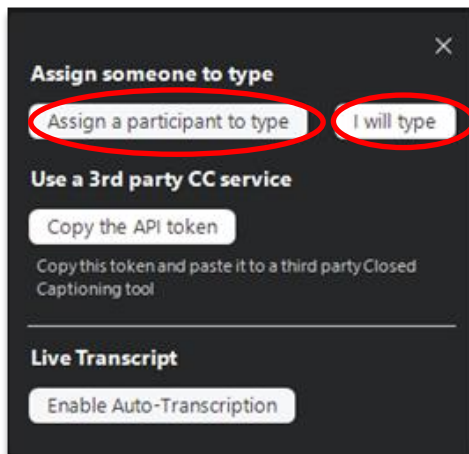 Assign someone to type
Assign a participant to type
I will type
Use a 3rd party CC service
Copy the API token
Copy this token and paste it to a third party Closed
Captioning tool
Live Transcript
Enable Auto-Transcription